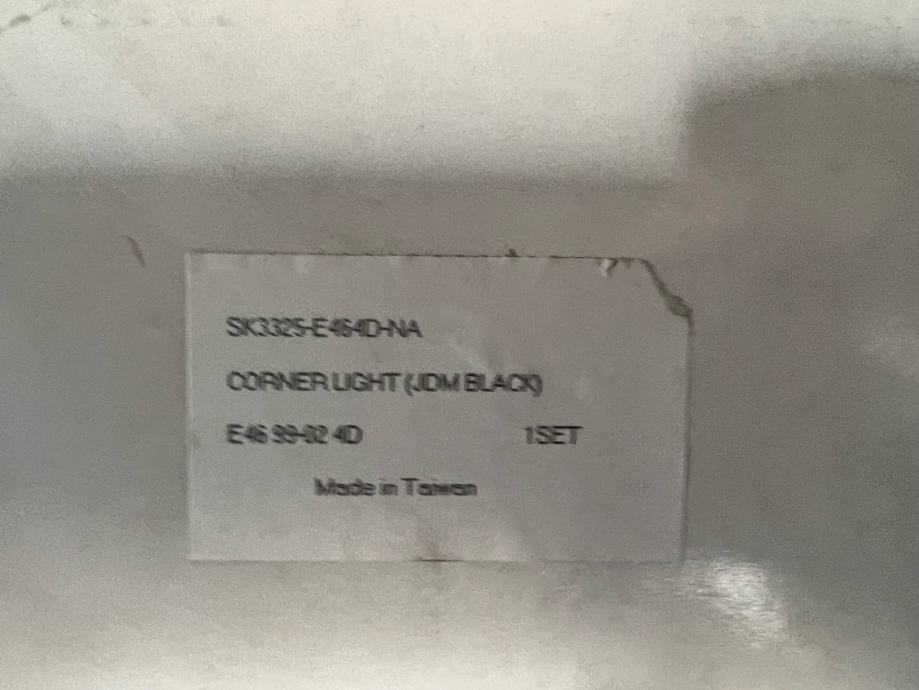 SK3325-E464D-NA
CORNER LIGHT (JDM BLACK)
E46 99-02 4D 1SET
Made in Taiwan